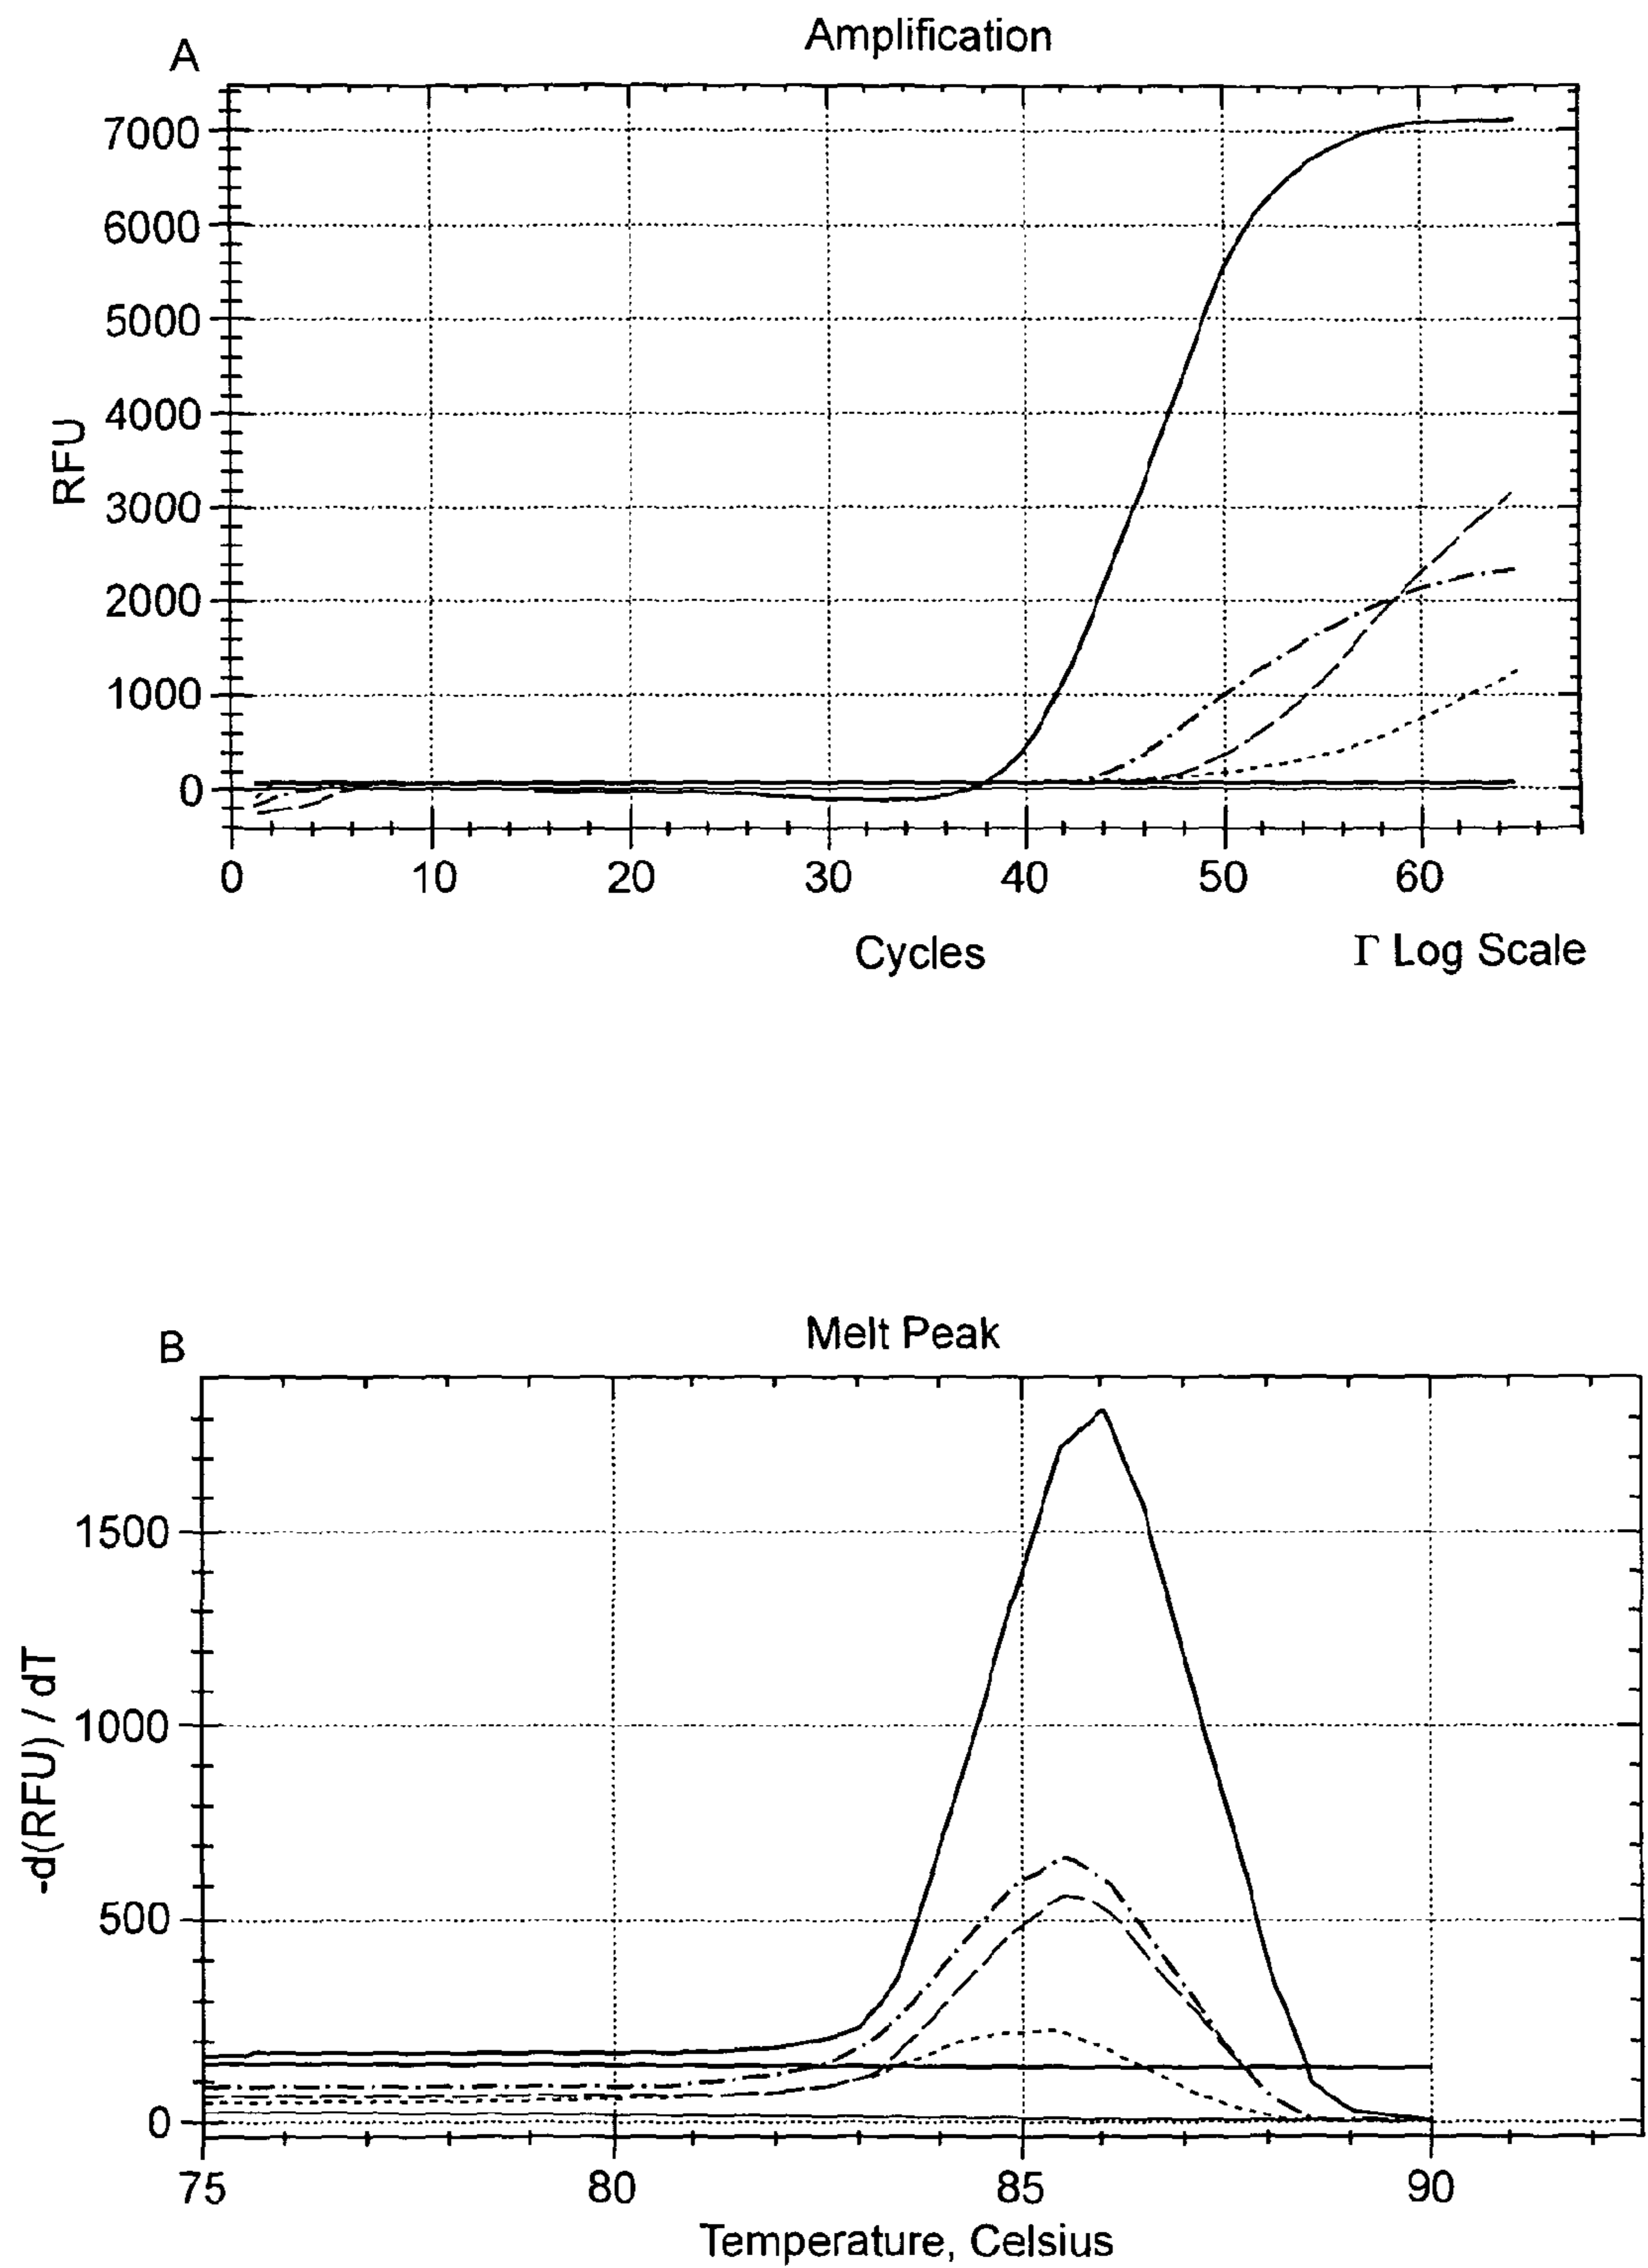 A
Amplification
RFU
7000
6000
5000
4000
3000
2000
1000
0
0 10 20 30 40 50 60
Cycles
Γ Log Scale
B
Melt Peak
-d(RFU) / dT
1500
1000
500
0
75 80 85 90
Temperature, Celsius